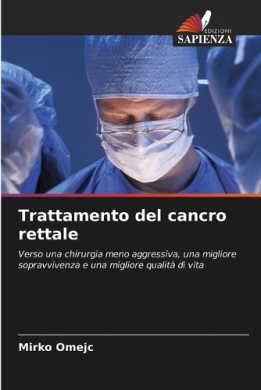 EDIZIONI
SAPIENZA
Trattamento del cancro
rettale
Verso una chirurgia meno aggressiva, una migliore
sopravvivenza e una migliore qualità di vita
Mirko Omejc